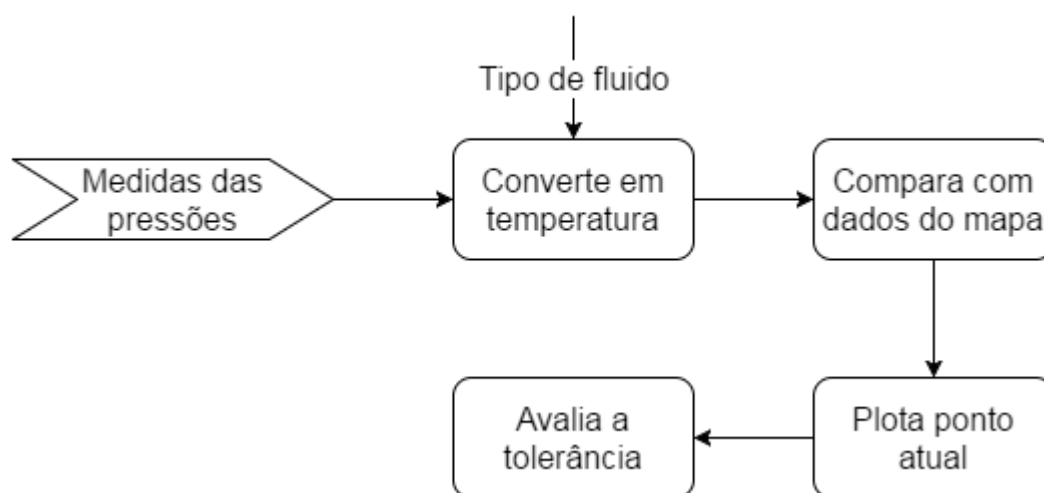 Tipo de fluido
Medidas das
pressões
Converte em
temperatura
Compara com
dados do mapa
Plota ponto
atual
Avalia a
tolerância